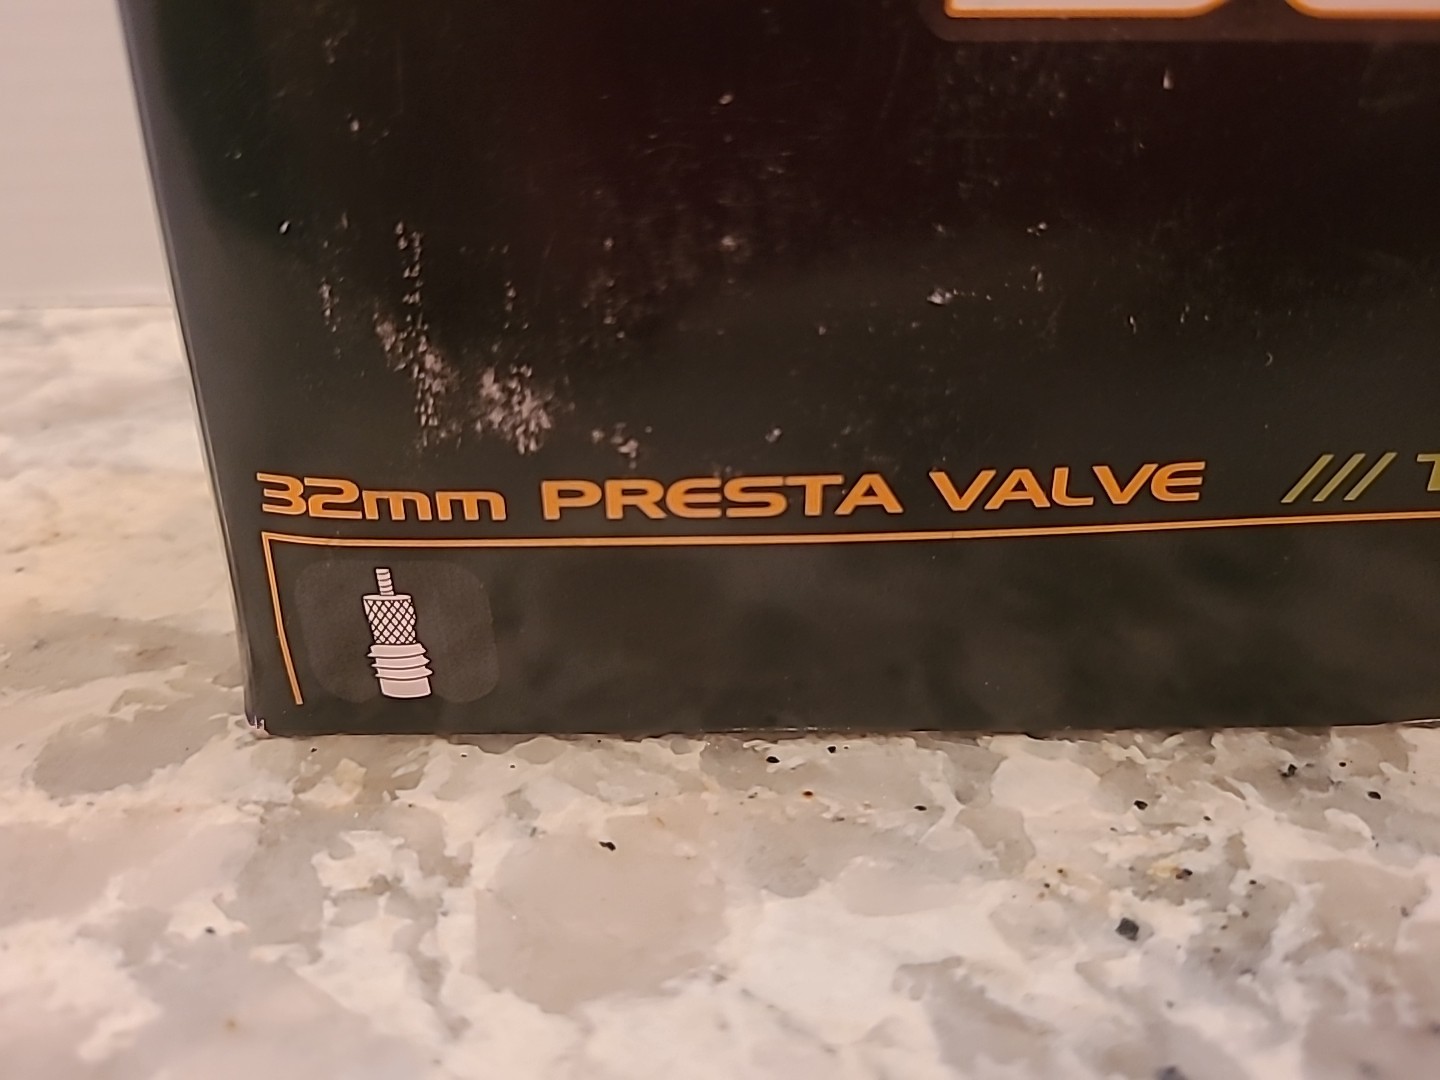 32mm PRESTA VALVE ///